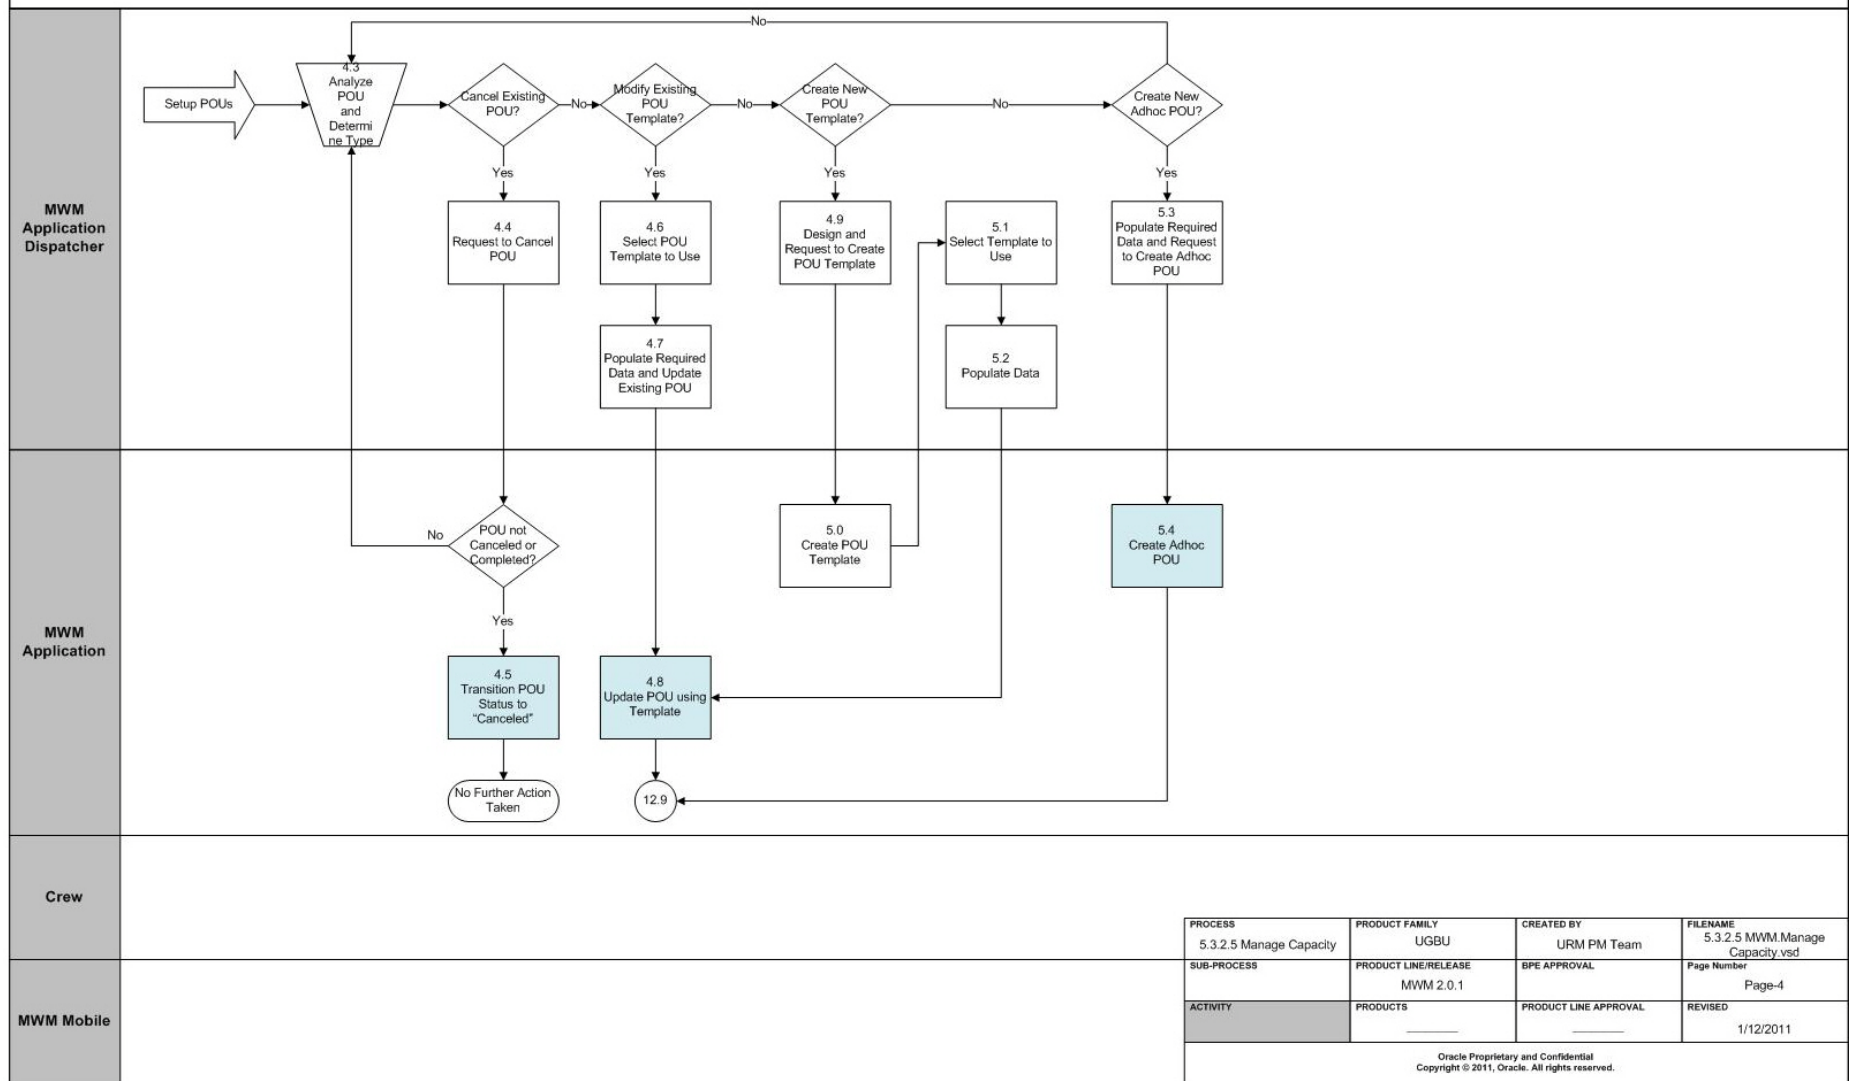 No
Setup POUs
4.3
Analyze
POU
and
Determi
ne Type
Cancel Existing
POU?
No
Modify Existing
POU
Template?
No
Create New
POU
Template?
No
Create New
Adhoc POU?
Yes
Yes
Yes
Yes
MWM
Application
Dispatcher
4.4
Request to Cancel
POU
4.6
Select POU
Template to Use
4.9
Design and
Request to Create
POU Template
5.1
Select Template to
Use
5.3
Populate Required
Data and Request
to Create Adhoc
POU
4.7
Populate Required
Data and Update
Existing POU
5.2
Populate Data
MWM
Application
No
POU not
Canceled or
Completed?
5.0
Create POU
Template
5.4
Create Adhoc
POU
Yes
4.5
Transition POU
Status to
“Canceled”
4.8
Update POU using
Template
No Further Action
Taken
12.9
Crew
MWM Mobile
PROCESS
5.3.2.5 Manage Capacity
PRODUCT FAMILY
UGBU
CREATED BY
URM PM Team
FILENAME
5.3.2.5 MWM.Manage
Capacity.vsd
SUB-PROCESS
PRODUCT LINE/RELEASE
MWM 2.0.1
BPE APPROVAL
Page Number
Page-4
ACTIVITY
PRODUCTS
PRODUCT LINE APPROVAL
REVISED
1/12/2011
Oracle Proprietary and Confidential
Copyright © 2011, Oracle. All rights reserved.